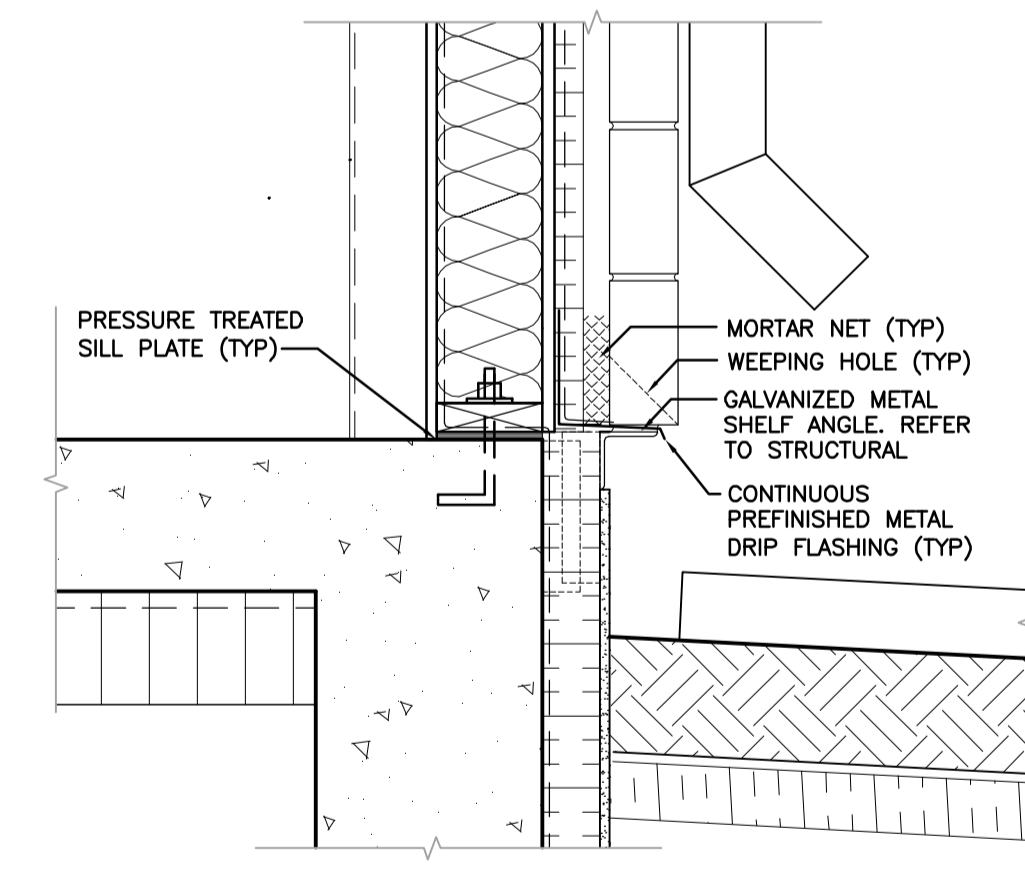 PRESSURE TREATED
SILL PLATE (TYP)
MORTAR NET (TYP)
WEEPING HOLE (TYP)
GALVANIZED METAL
SHELF ANGLE. REFER
TO STRUCTURAL
CONTINUOUS
PREFINISHED METAL
DRIP FLASHING (TYP)